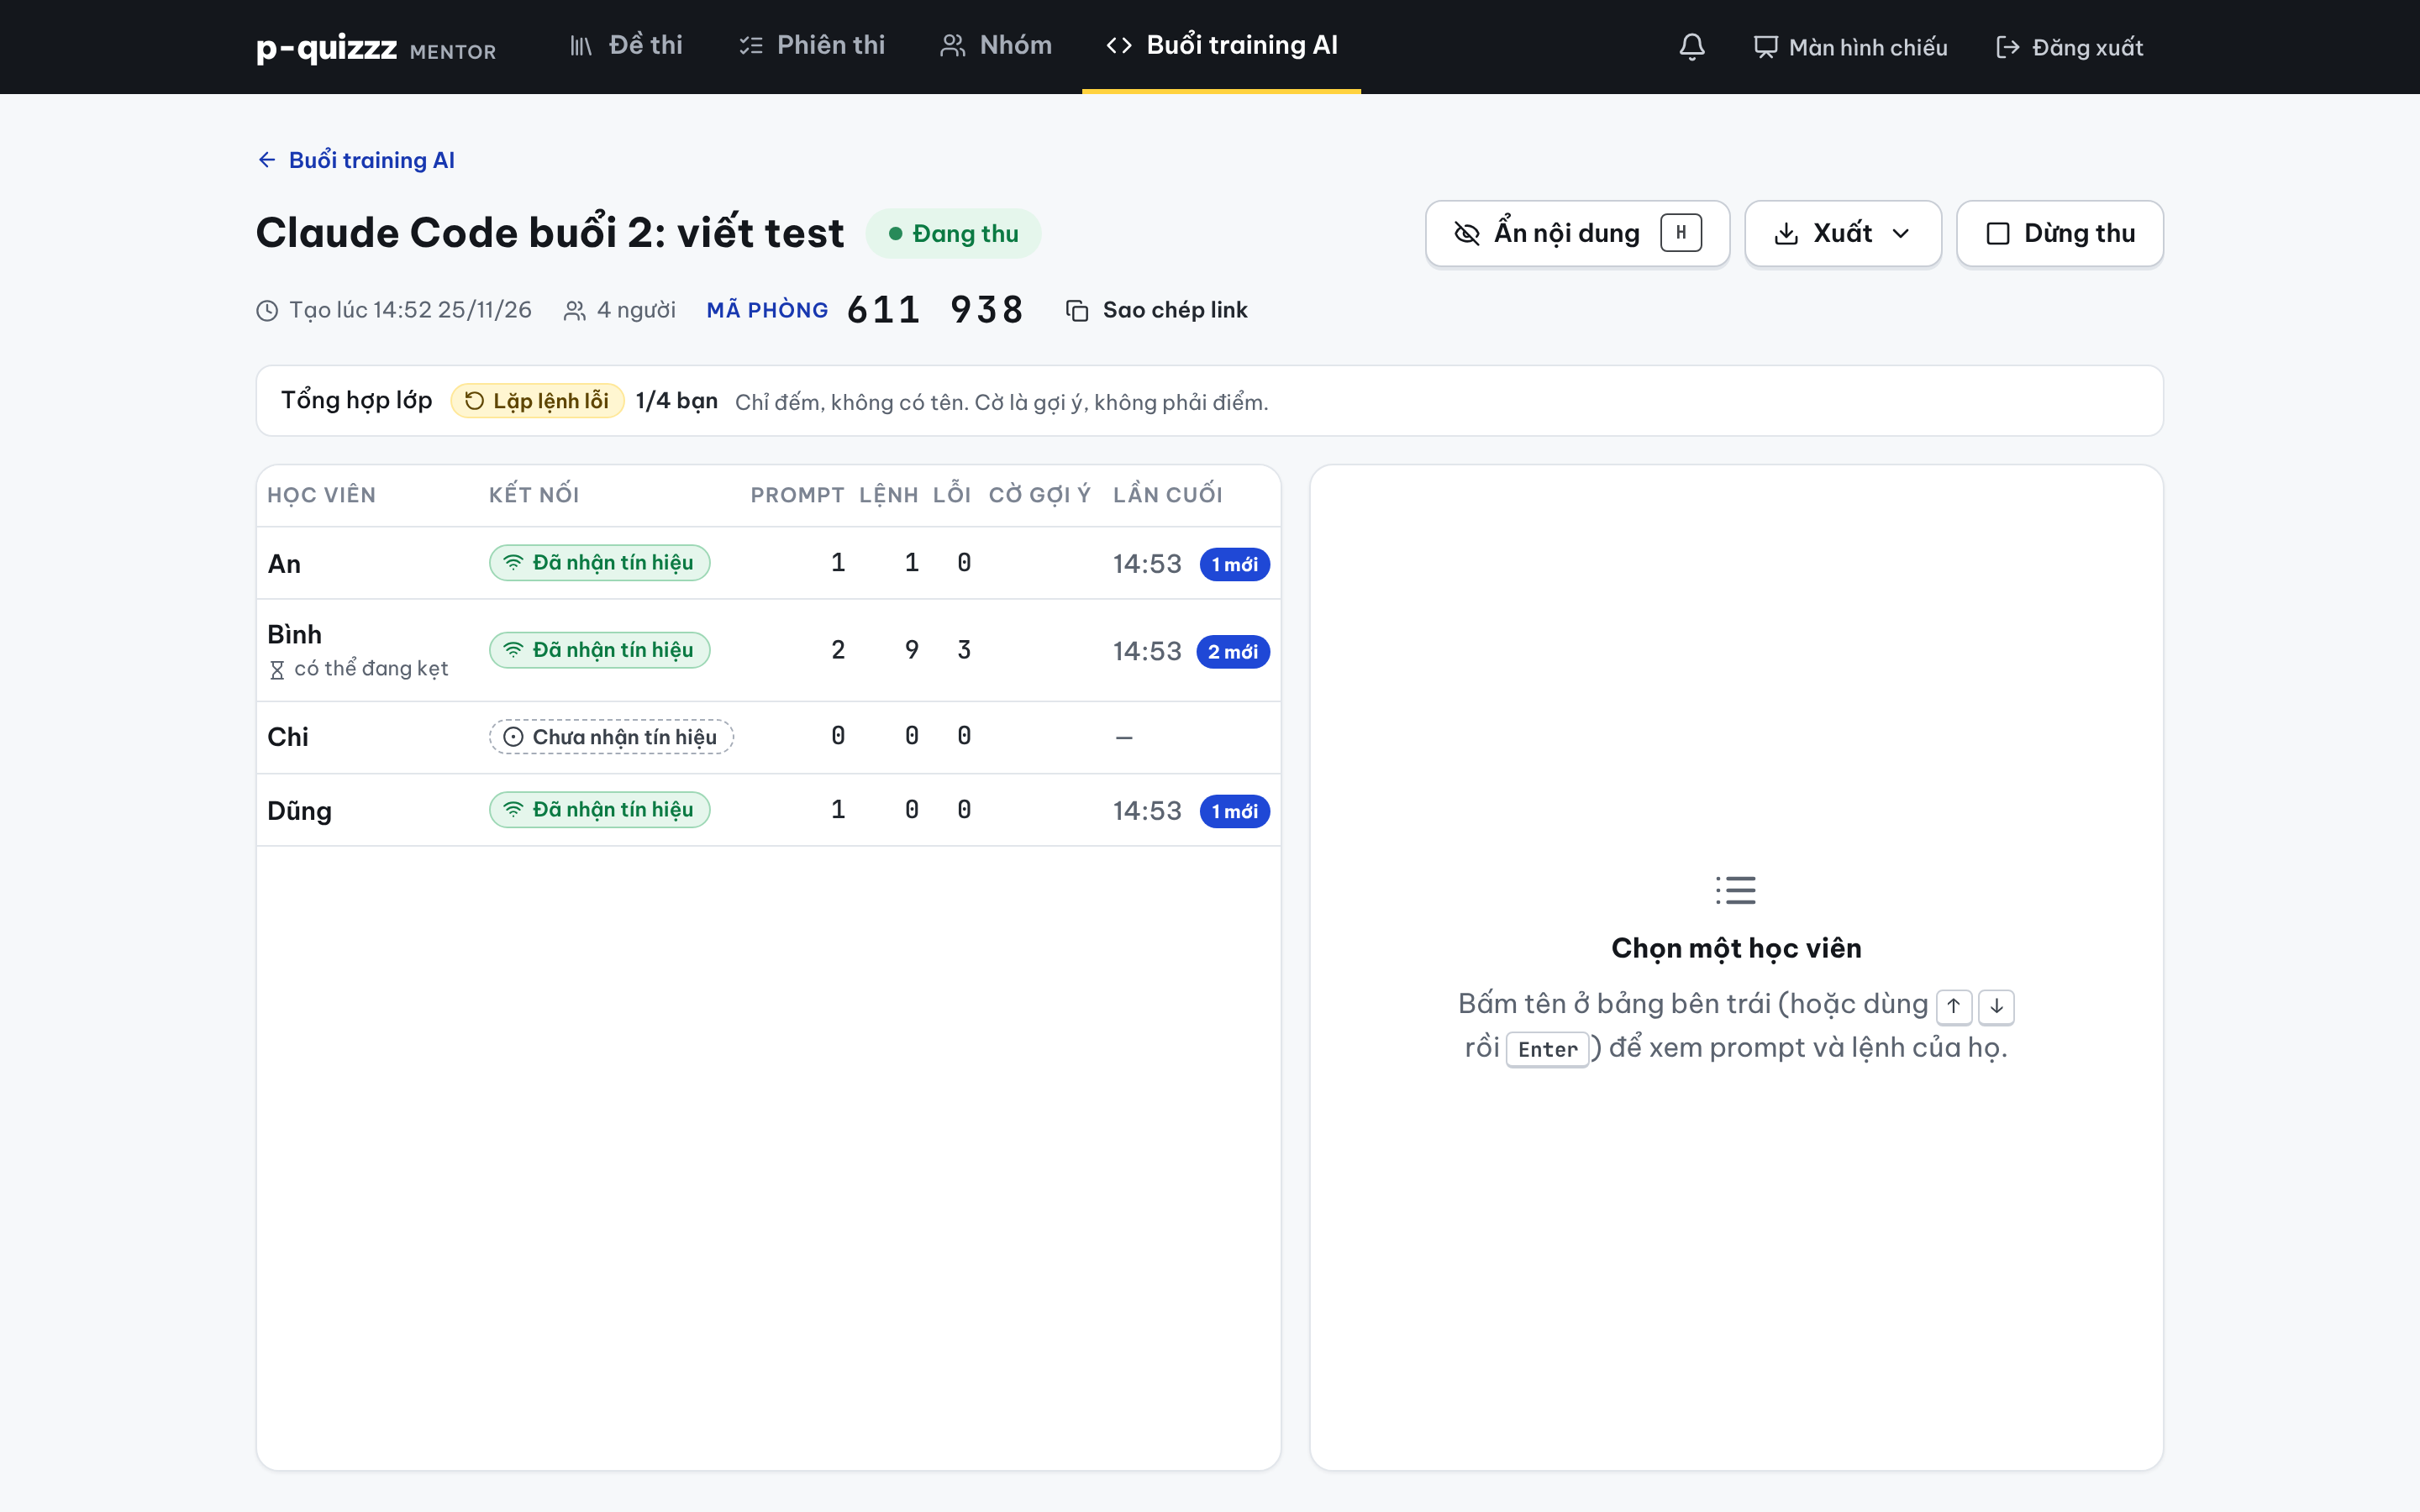 p-quizzz MENTOR Đề thi Phiên thi Nhóm Buổi training AI Màn hình chiếu Đăng xuất
Buổi training AI
Claude Code buổi 2: viết test Đang thu Ẩn nội dung H Xuất Dừng thu
Tạo lúc 14:52 25/11/26 4 người MÃ PHÒNG 611 938 Sao chép link
Tổng hợp lớp Lặp lệnh lỗi 1/4 bạn Chỉ đếm, không có tên. Cờ là gợi ý, không phải điểm.
HỌC VIÊN KẾT NỐI PROMPT LỆNH LỖI CỜ GỢI Ý LẦN CUỐI
An Đã nhận tín hiệu 1 1 0 14:53 1 mới
Bình Đã nhận tín hiệu 2 9 3 14:53 2 mới
có thể đang kẹt
Chi Chưa nhận tín hiệu 0 0 0 –
Dũng Đã nhận tín hiệu 1 0 0 14:53 1 mới
Chọn một học viên
Bấm tên ở bảng bên trái (hoặc dùng ↑ ↓
rồi Enter) để xem prompt và lệnh của họ.